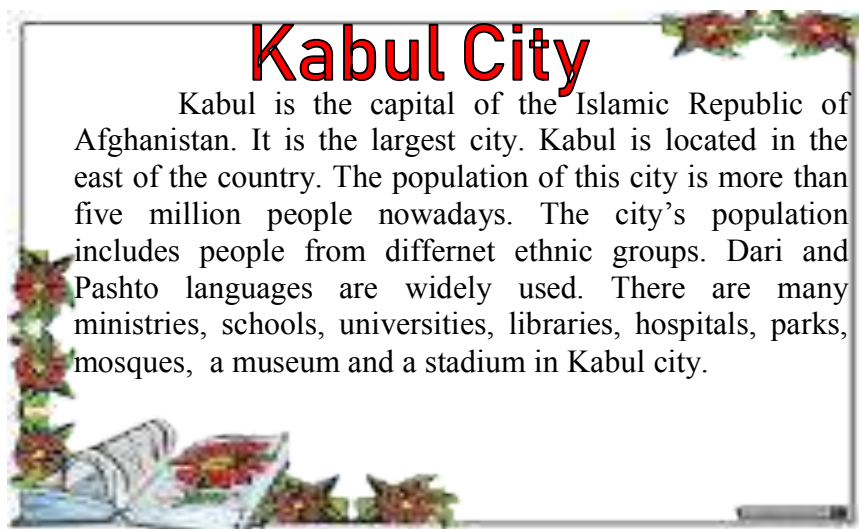 Kabul City
Kabul is the capital of the Islamic Republic of
Afghanistan. It is the largest city. Kabul is located in the
east of the country. The population of this city is more than
five million people nowadays. The city’s population
includes people from differnet ethnic groups. Dari and
Pashto languages are widely used. There are many
ministries, schools, universities, libraries, hospitals, parks,
mosques, a museum and a stadium in Kabul city.